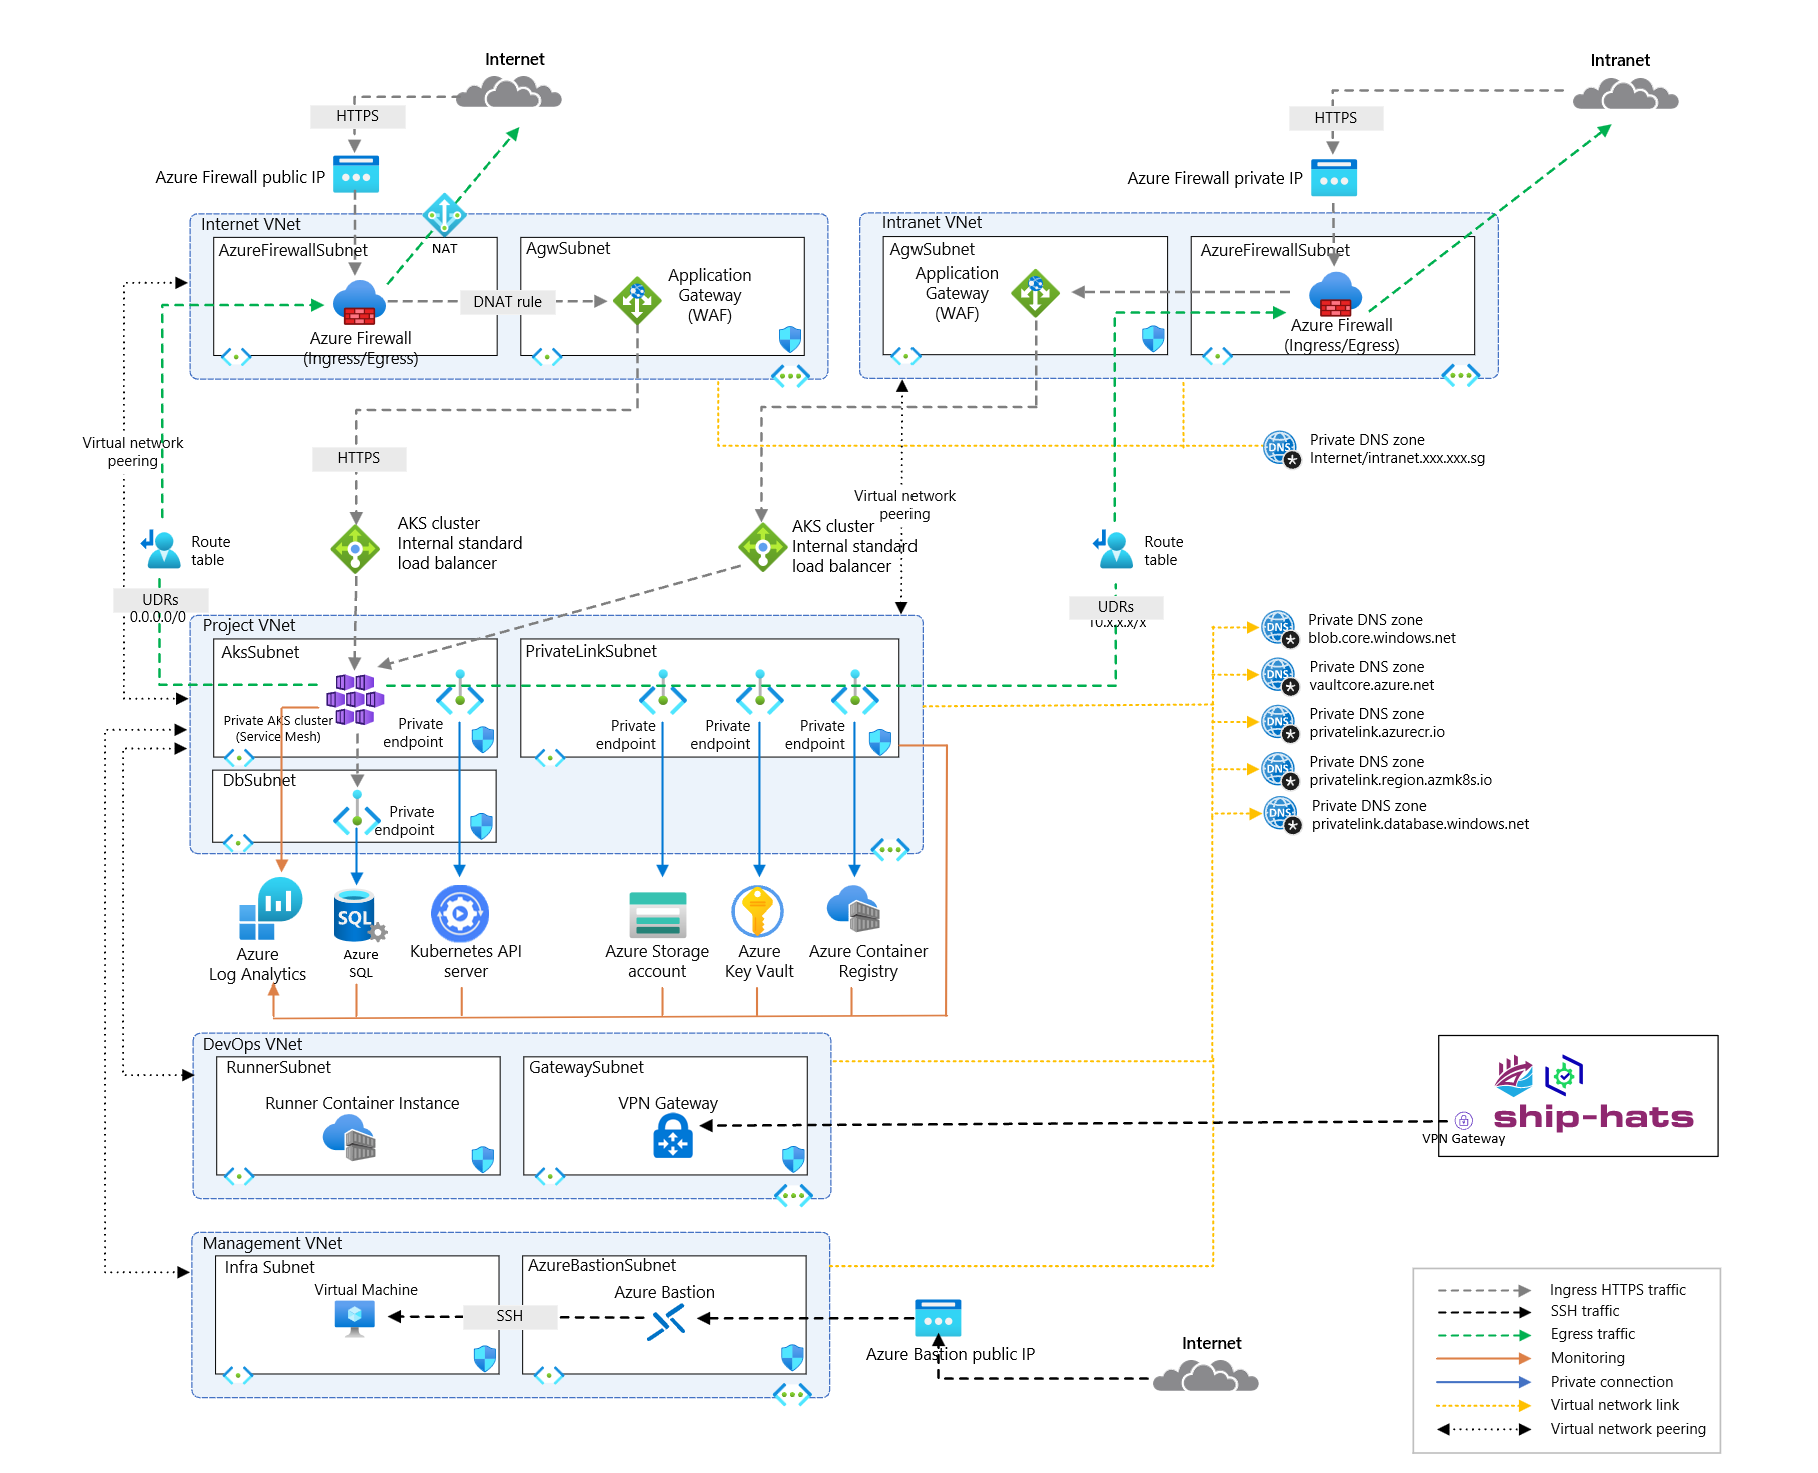 Internet
Intranet
HTTPS
HTTPS
Azure Firewall public IP
Azure Firewall private IP
Internet VNet
AzureFirewallSubnet
NAT
AgwSubnet
Application
Gateway
(WAF)
DNAT rule
Azure Firewall
(Ingress/Egress)
Intranet VNet
AgwSubnet
Application
Gateway
(WAF)
AzureFirewallSubnet
Azure Firewall
(Ingress/Egress)
Virtual network
peering
HTTPS
Private DNS zone
Internet/intranet.xxx.xxx.sg
Virtual network
peering
AKS cluster
Internal standard
load balancer
AKS cluster
Internal standard
load balancer
Route
table
Route
table
UDRs
0.0.0.0/0
UDRs
10.x.x.x/x
Project VNet
AksSubnet
Private AKS cluster
(Service Mesh)
Private
endpoint
PrivateLinkSubnet
Private
endpoint
Private
endpoint
Private
endpoint
DbSubnet
Private
endpoint
Private DNS zone
blob.core.windows.net
Private DNS zone
vaultcore.azure.net
Private DNS zone
privatelink.azurecr.io
Private DNS zone
privatelink.region.azmk8s.io
Private DNS zone
privatelink.database.windows.net
DNS
DNS
DNS
DNS
DNS
DNS
SQL
Azure
Log Analytics
Azure
SQL
Kubernetes API
server
Azure Storage
account
Azure
Key Vault
Azure Container
Registry
DevOps VNet
RunnerSubnet
Runner Container Instance
GatewaySubnet
VPN Gateway
ship-hats
VPN Gateway
Management VNet
Infra Subnet
Virtual Machine
SSH
AzureBastionSubnet
Azure Bastion
Azure Bastion public IP
Internet
Ingress HTTPS traffic
SSH traffic
Egress traffic
Monitoring
Private connection
Virtual network link
Virtual network peering